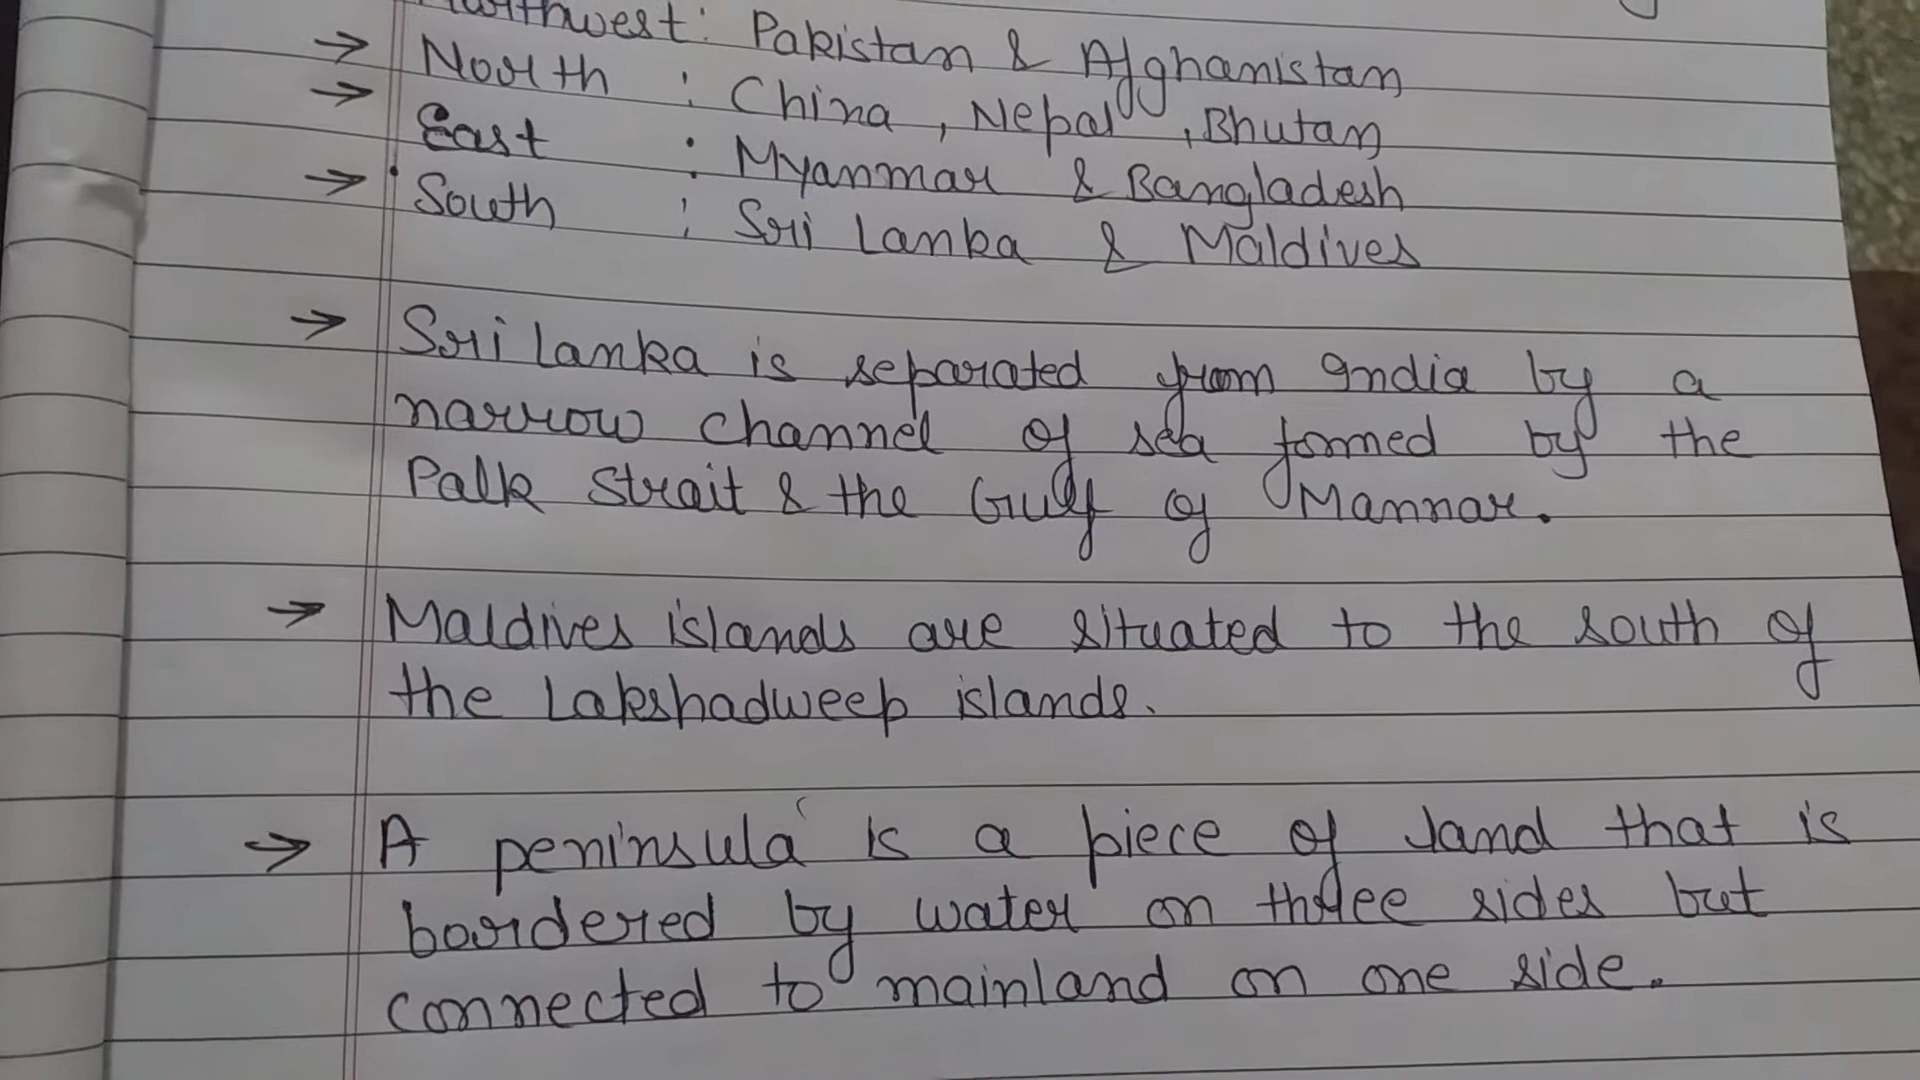 Northwest: Pakistan & Afghanistan
→ North : China, Nepal, Bhutan
→ East : Myanmar & Bangladesh
→ South : Sri Lanka & Maldives
→ Sri Lanka is separated from India by a
narrow channel of sea formed by the
Palk Strait & the Gulf of Mannar.
→ Maldives islands are situated to the south of
the Lakshadweep islands.
→ A peninsula is a piece of land that is
bordered by water on three sides but
connected to mainland on one side.